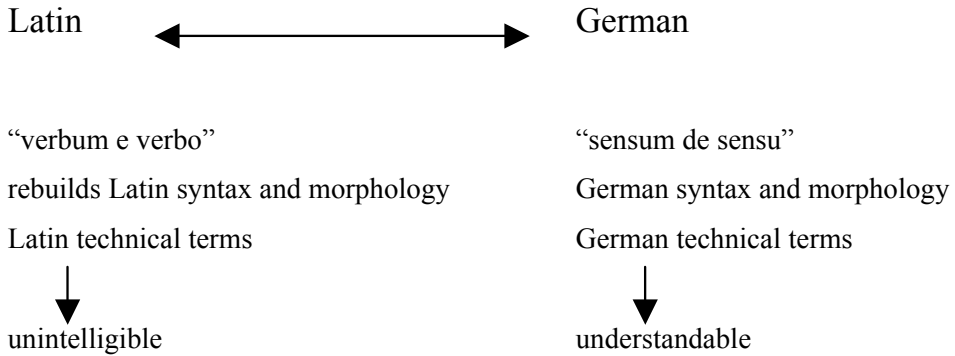 Latin German
“verbum e verbo” “sensum de sensu”
rebuilds Latin syntax and morphology German syntax and morphology
Latin technical terms German technical terms
unintelligible understandable